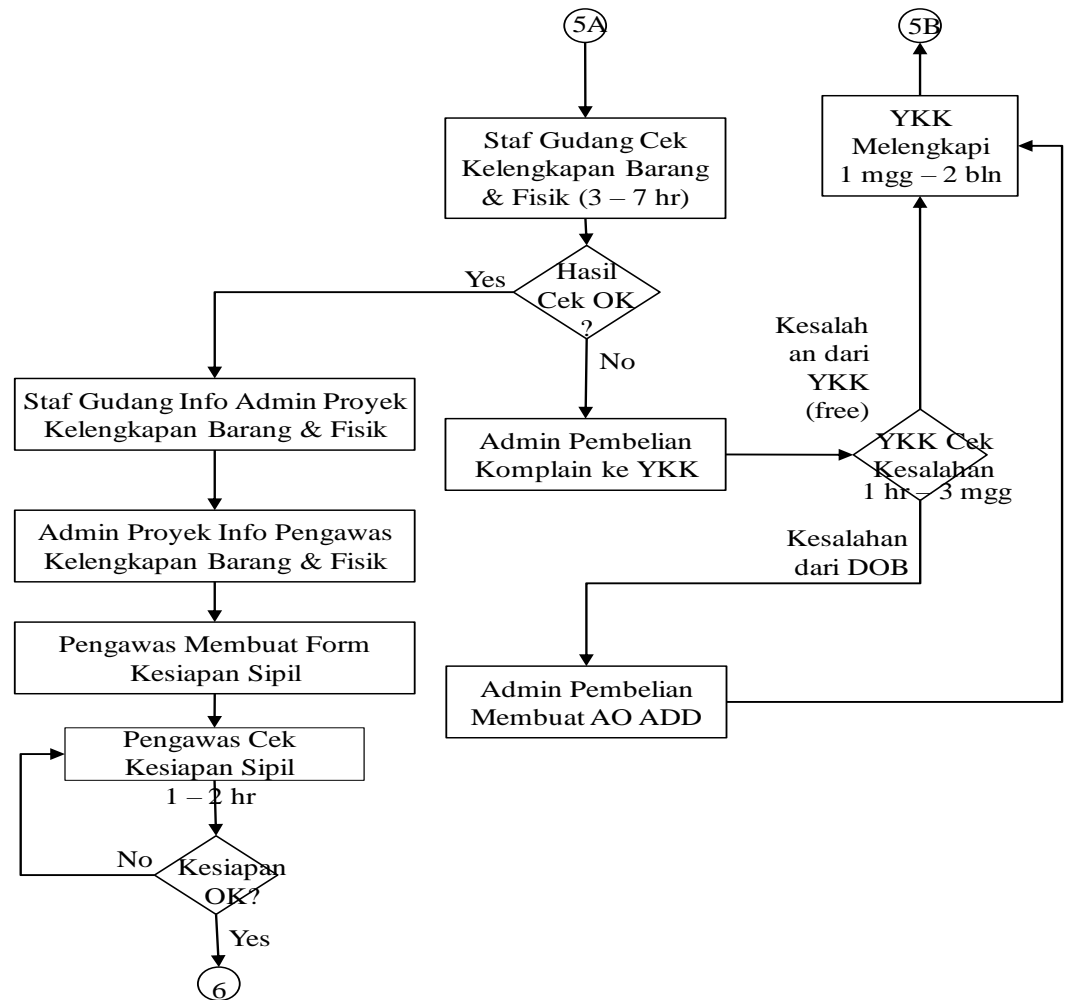 5A
5B
Staf Gudang Cek
Kelengkapan Barang
& Fisik (3 – 7 hr)
YKK
Melengkapi
1 mgg – 2 bln
Hasil
Cek OK
?
Yes
No
Kesalah
an dari
YKK
(free)
Staf Gudang Info Admin Proyek
Kelengkapan Barang & Fisik
Admin Pembelian
Komplain ke YKK
YKK Cek
Kesalahan
1 hr – 3 mgg
Admin Proyek Info Pengawas
Kelengkapan Barang & Fisik
Kesalahan
dari DOB
Pengawas Membuat Form
Kesiapan Sipil
Admin Pembelian
Membuat AO ADD
Pengawas Cek
Kesiapan Sipil
1 – 2 hr
No
Kesiapan
OK?
Yes
6